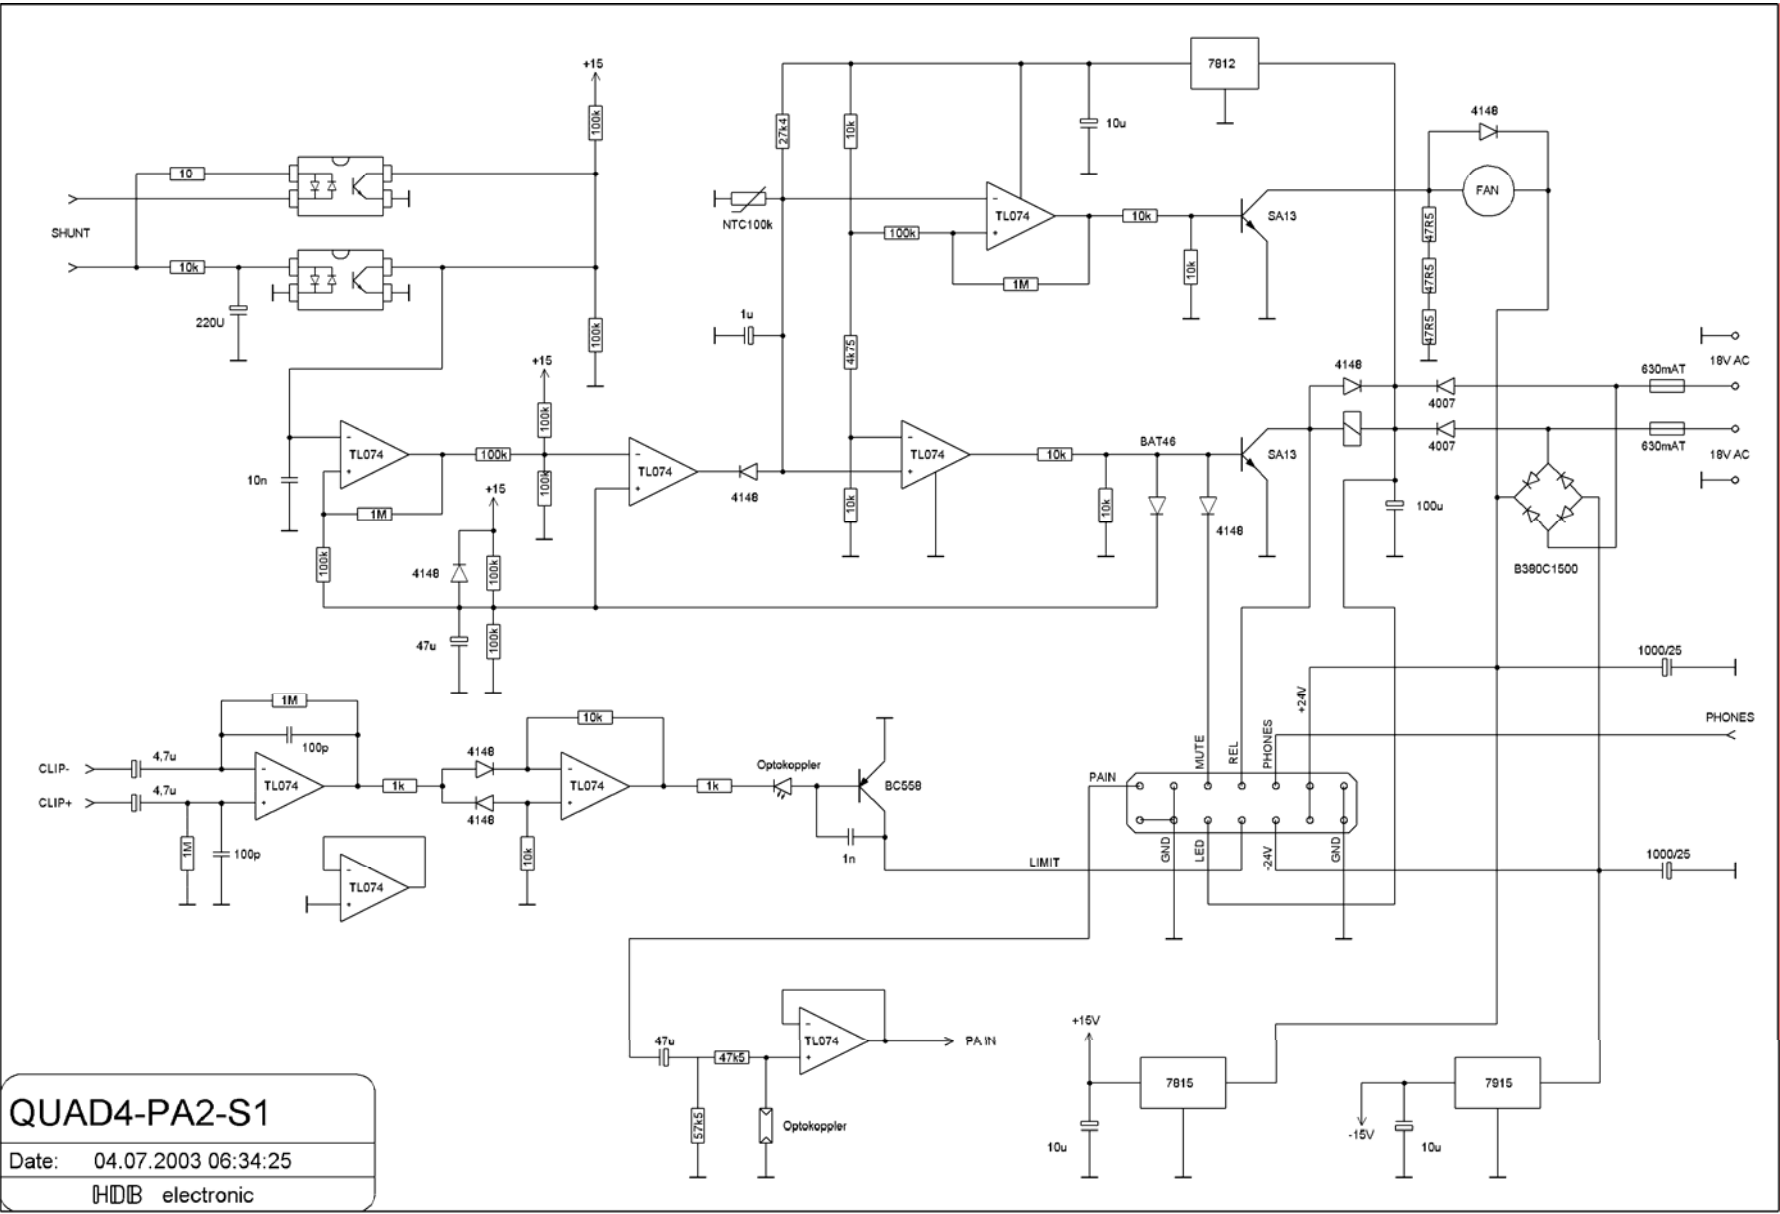 +15
100k
10
SHUNT
10k
220U
100k
27k4
10k
7812
10u
4148
FAN
NTC100k
TL074
100k
1M
10k
SA13
10k
47R5
47R5
47R5
1u
4k75
+15
100k
TL074
100k
10n
1M
100k
100k
TL074
4148
+15
4148
100k
47u
100k
TL074
10k
10k
BAT46
10k
4148
SA13
4148
4007
4007
630mAT
630mAT
18V AC
18V AC
100u
B380C1500
1000/25
PHONES
1000/25
1M
100p
CLIP-
4,7u
CLIP+
4,7u
TL074
1M
100p
1k
4148
4148
10k
TL074
10k
1k
Optokoppler
BC558
1n
TL074
LIMIT
PAIN
MUTE
REL
PHONES
+24V
GND
LED
-24V
GND
47u
47k5
57k5
TL074
PAIN
Optokoppler
+15V
7815
10u
7915
-15V
10u
QUAD4-PA2-S1
Date: 04.07.2003 06:34:25
HDB electronic